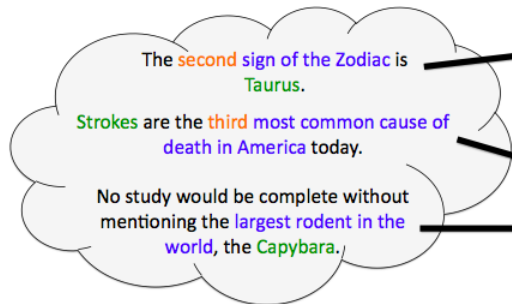 The second sign of the Zodiac is
Taurus.
Strokes are the third most common cause of
death in America today.
No study would be complete without
mentioning the largest rodent in the
world, the Capybara.